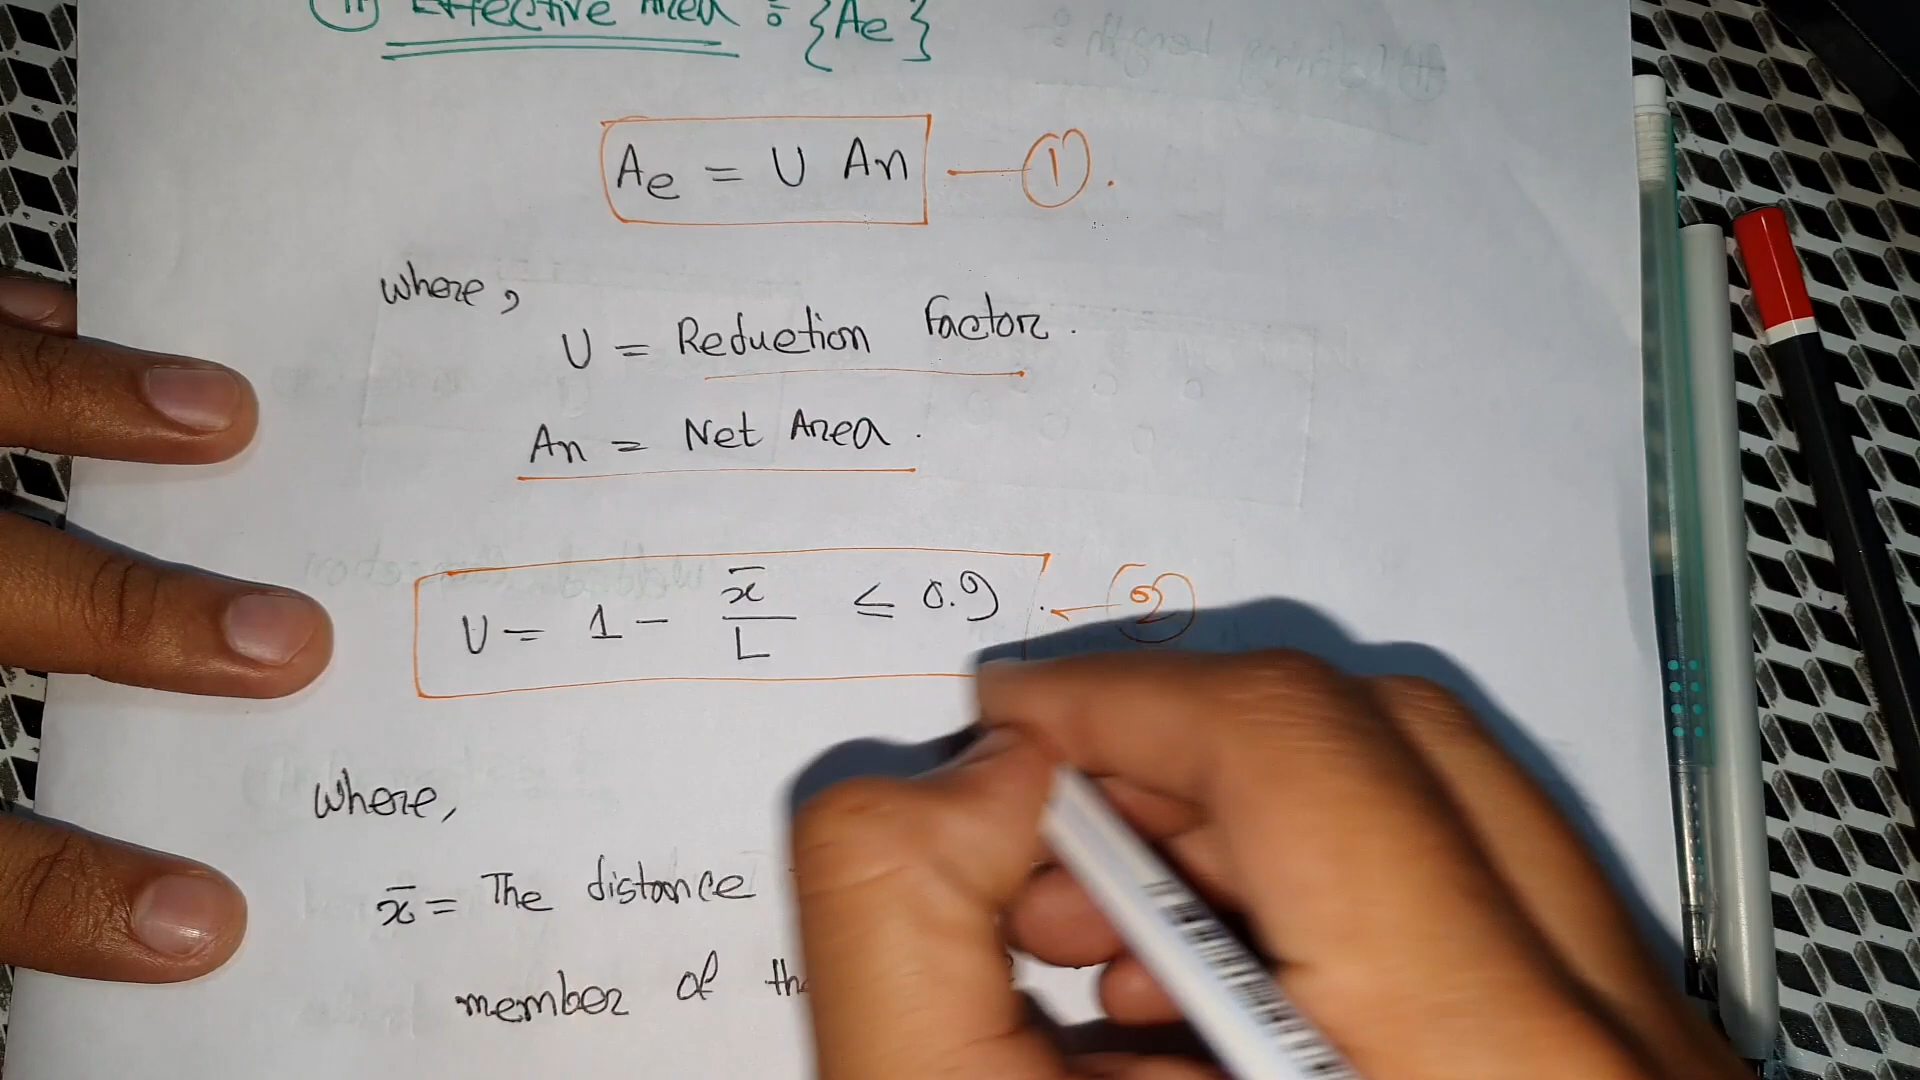 Effective Area : {Ae}
Ae = U An — ①.
where,
U = Reduction factor.
An = Net Area.
U = 1 - x̄/L ≤ 0.9 . ← ②
where,
x̄ = The distance
member of the